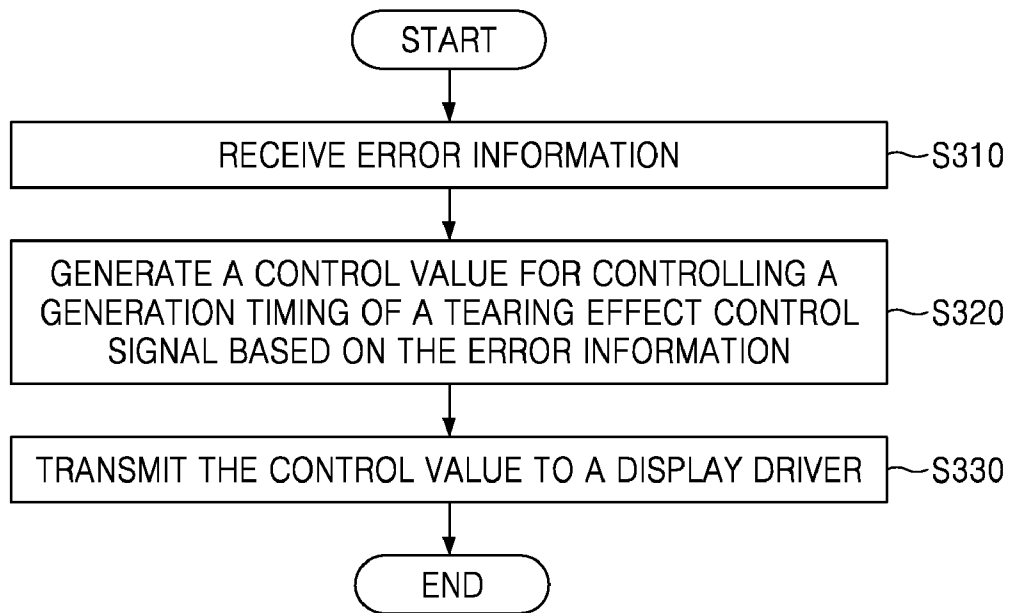 START
RECEIVE ERROR INFORMATION
S310
GENERATE A CONTROL VALUE FOR CONTROLLING A
GENERATION TIMING OF A TEARING EFFECT CONTROL
SIGNAL BASED ON THE ERROR INFORMATION
S320
TRANSMIT THE CONTROL VALUE TO A DISPLAY DRIVER
S330
END